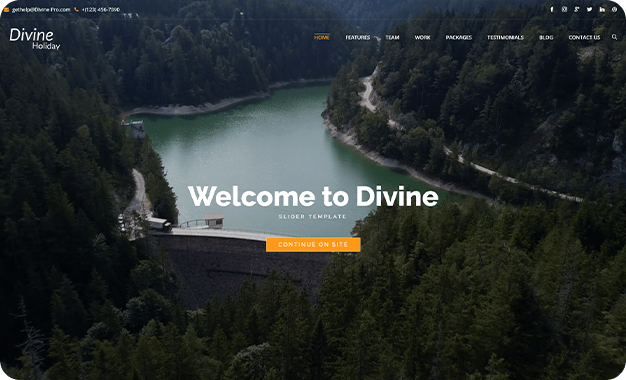 gethelp@Divine-Pro.com +(123) 456-7890
Divine
Holiday
HOME FEATURES TEAM WORK PACKAGES TESTIMONIALS BLOG CONTACT US
Welcome to Divine
SLIDER TEMPLATE
CONTINUE ON SITE